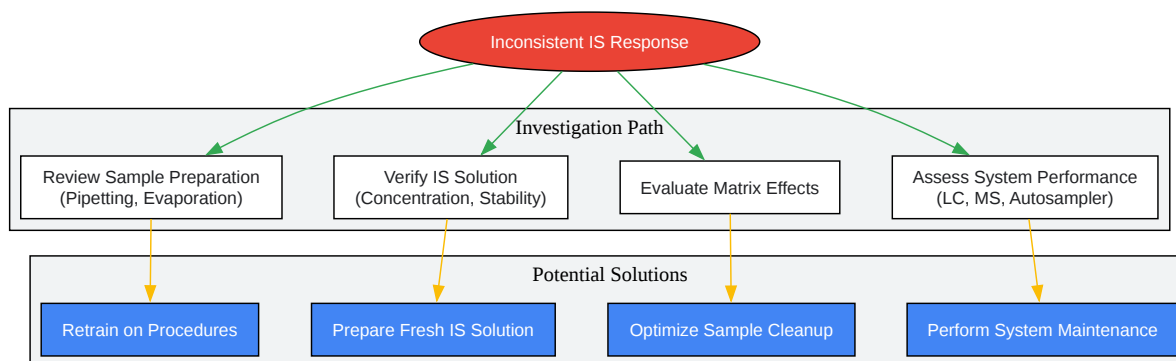 Inconsistent IS Response
Investigation Path
Review Sample Preparation
(Pipetting, Evaporation)
Verify IS Solution
(Concentration, Stability)
Evaluate Matrix Effects
Assess System Performance
(LC, MS, Autosampler)
Potential Solutions
Retrain on Procedures
Prepare Fresh IS Solution
Optimize Sample Cleanup
Perform System Maintenance